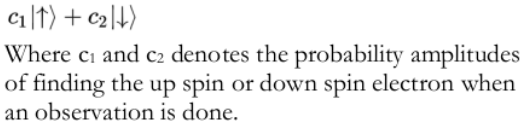 c₁|↑⟩ + c₂|↓⟩
Where c₁ and c₂ denotes the probability amplitudes
of finding the up spin or down spin electron when
an observation is done.